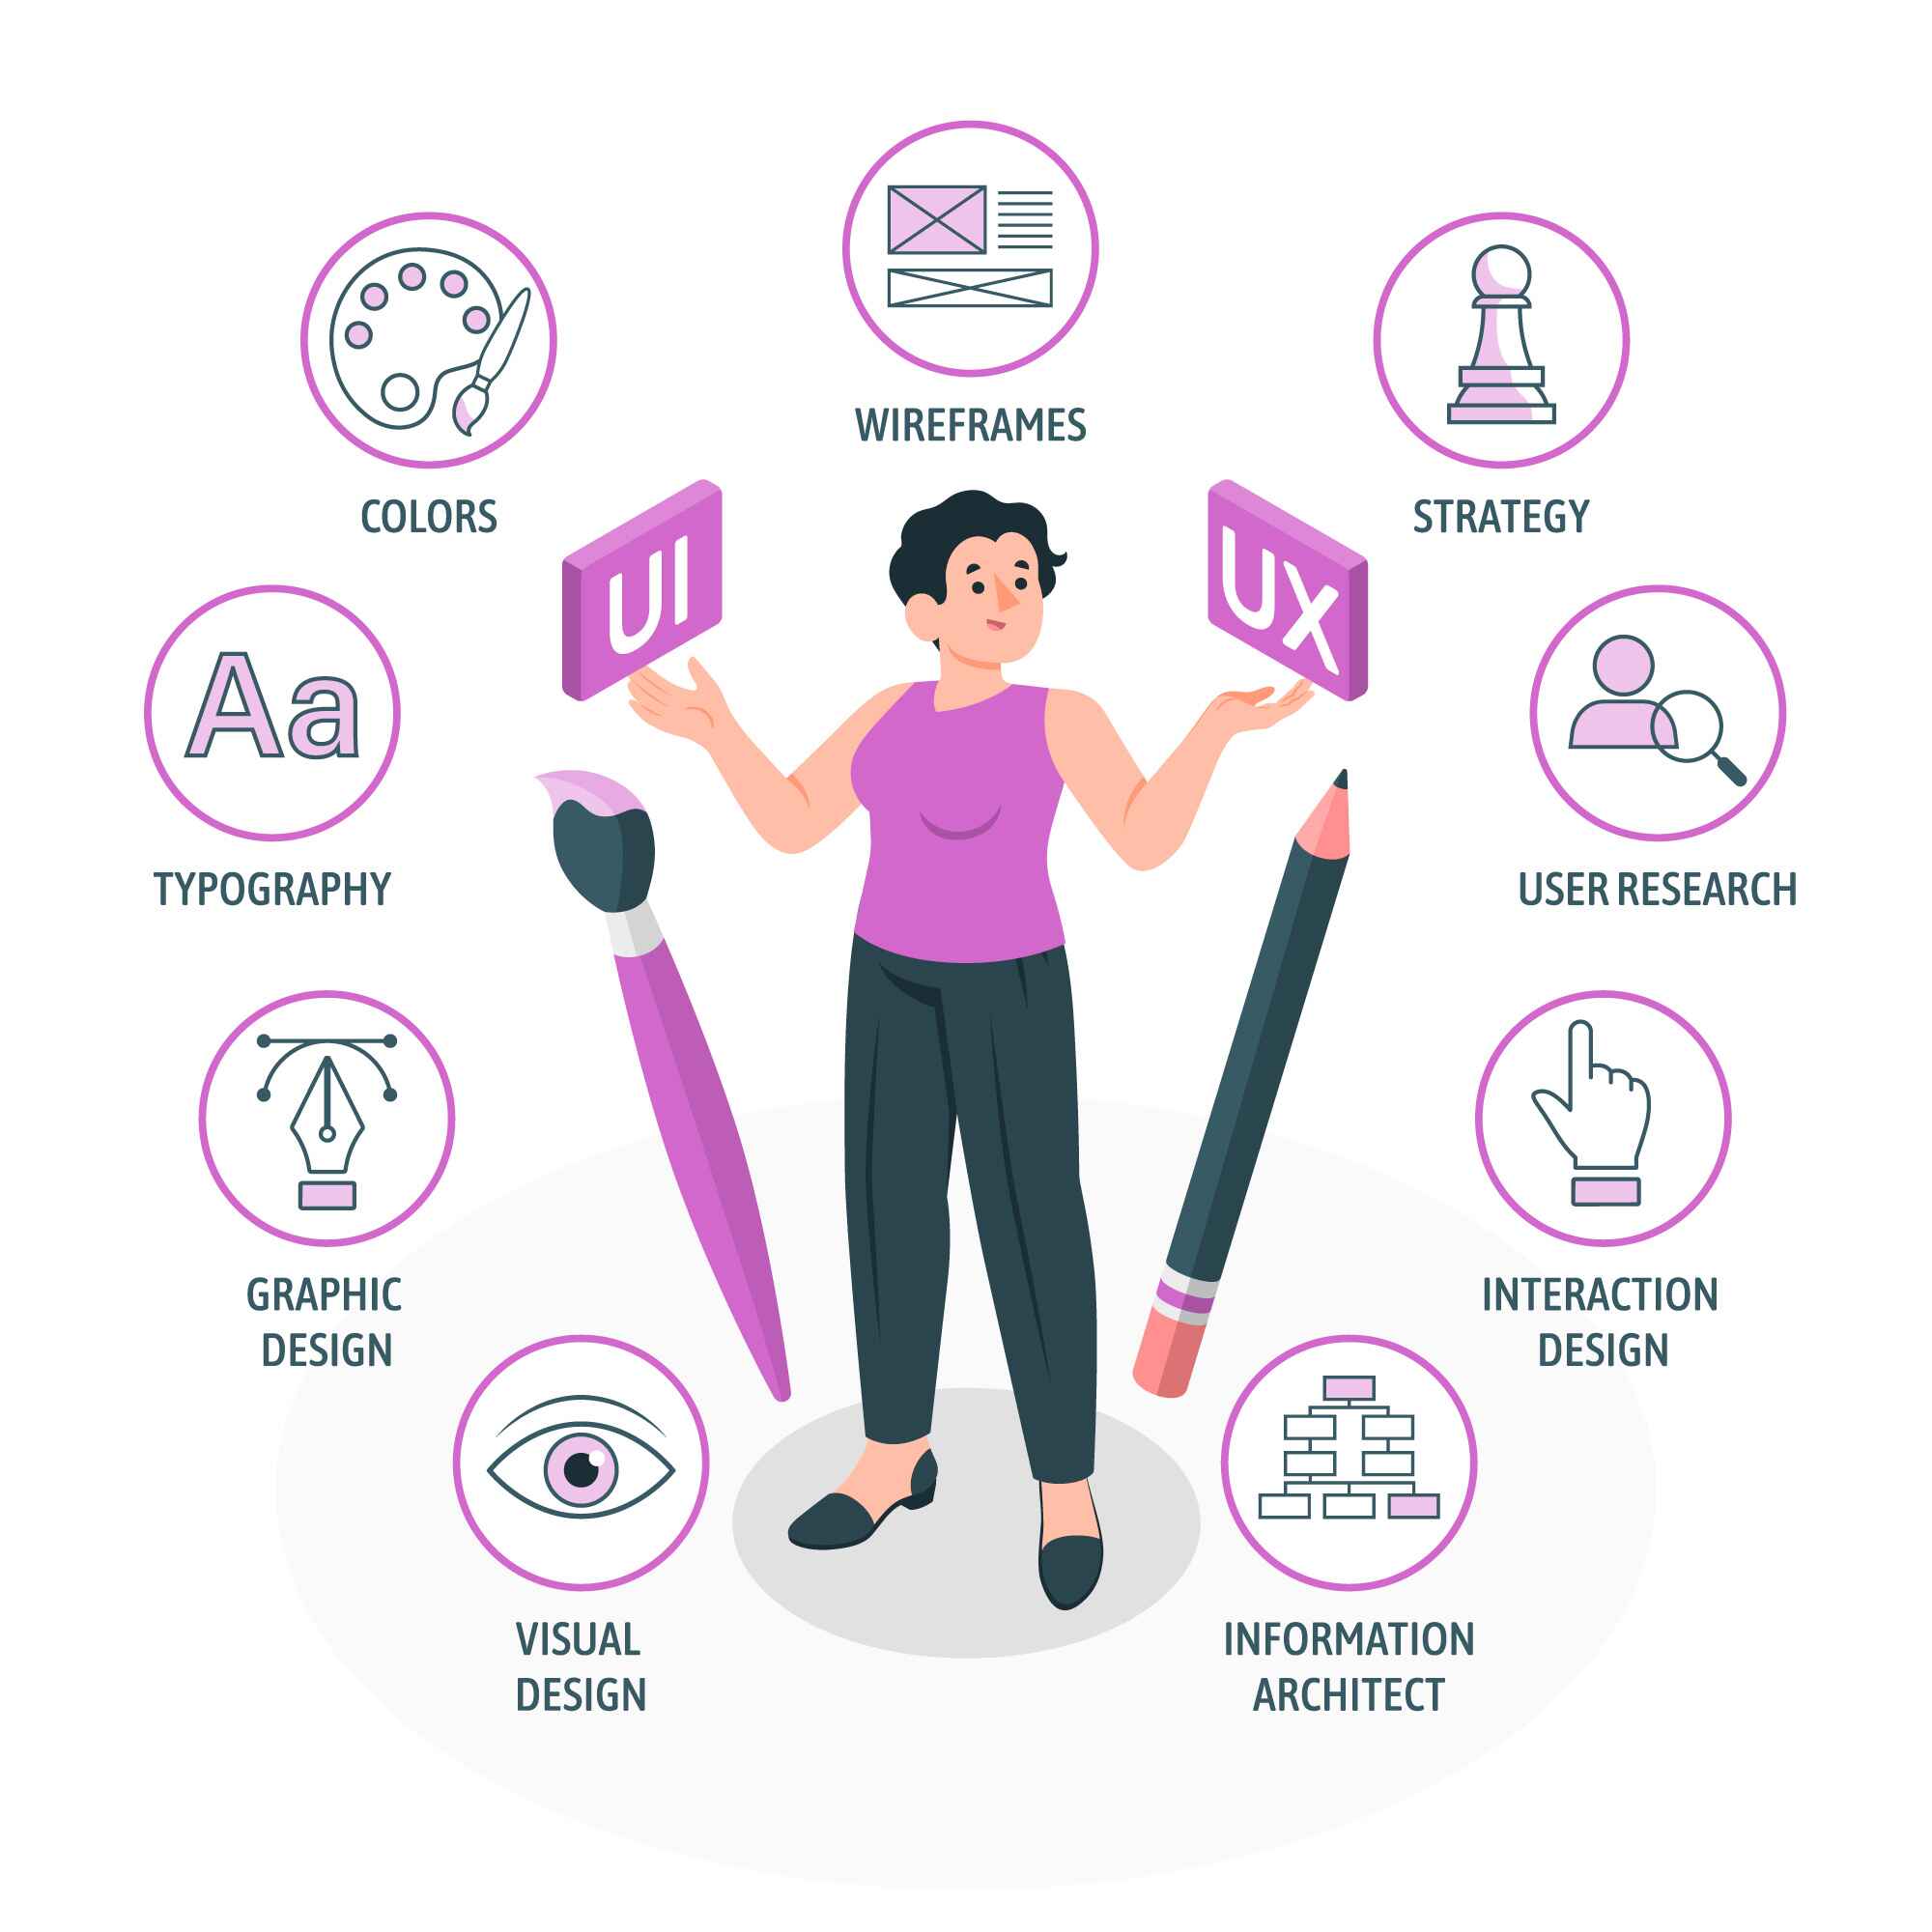 WIREFRAMES
COLORS
STRATEGY
UI
UX
Aa
TYPOGRAPHY
USER RESEARCH
GRAPHIC
DESIGN
INTERACTION
DESIGN
VISUAL
DESIGN
INFORMATION
ARCHITECT